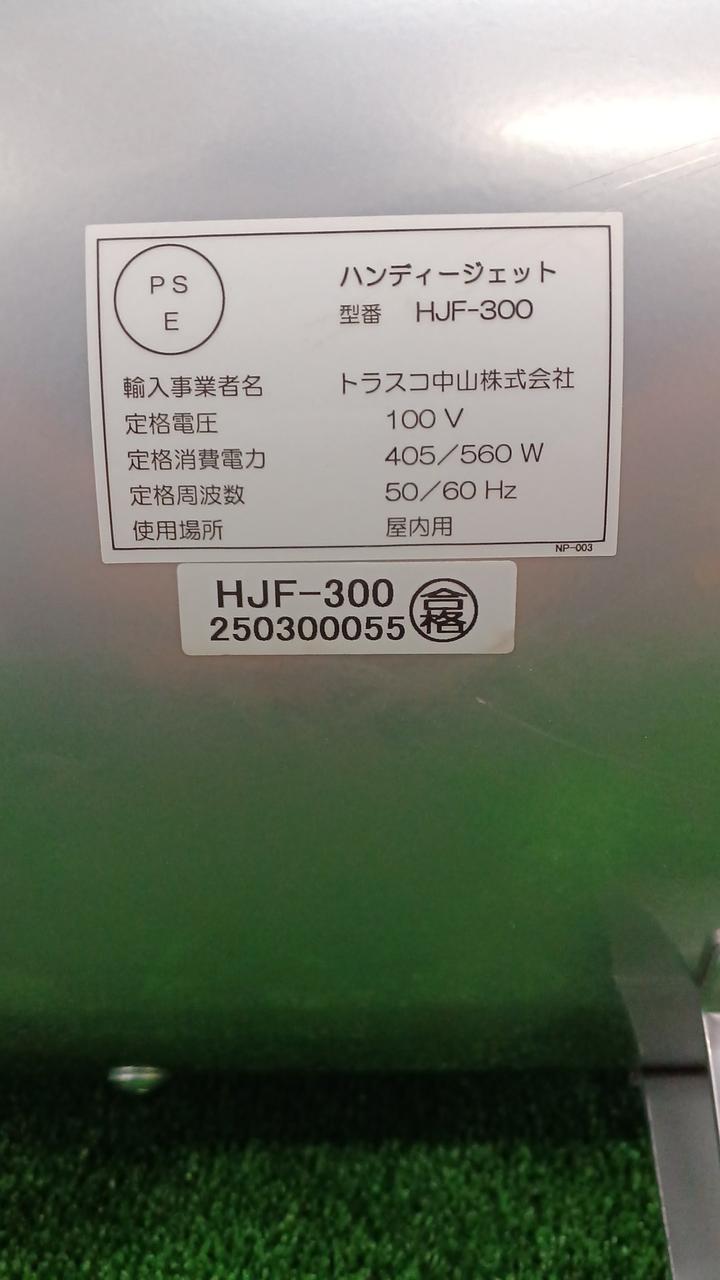 PS
E
ハンディージェット
型番 HJF-300
輸入事業者名 トラスコ中山株式会社
定格電圧 100 V
定格消費電力 405／560 W
定格周波数 50／60 Hz
使用場所 屋内用
NP-003
HJF-300
250300055
合格